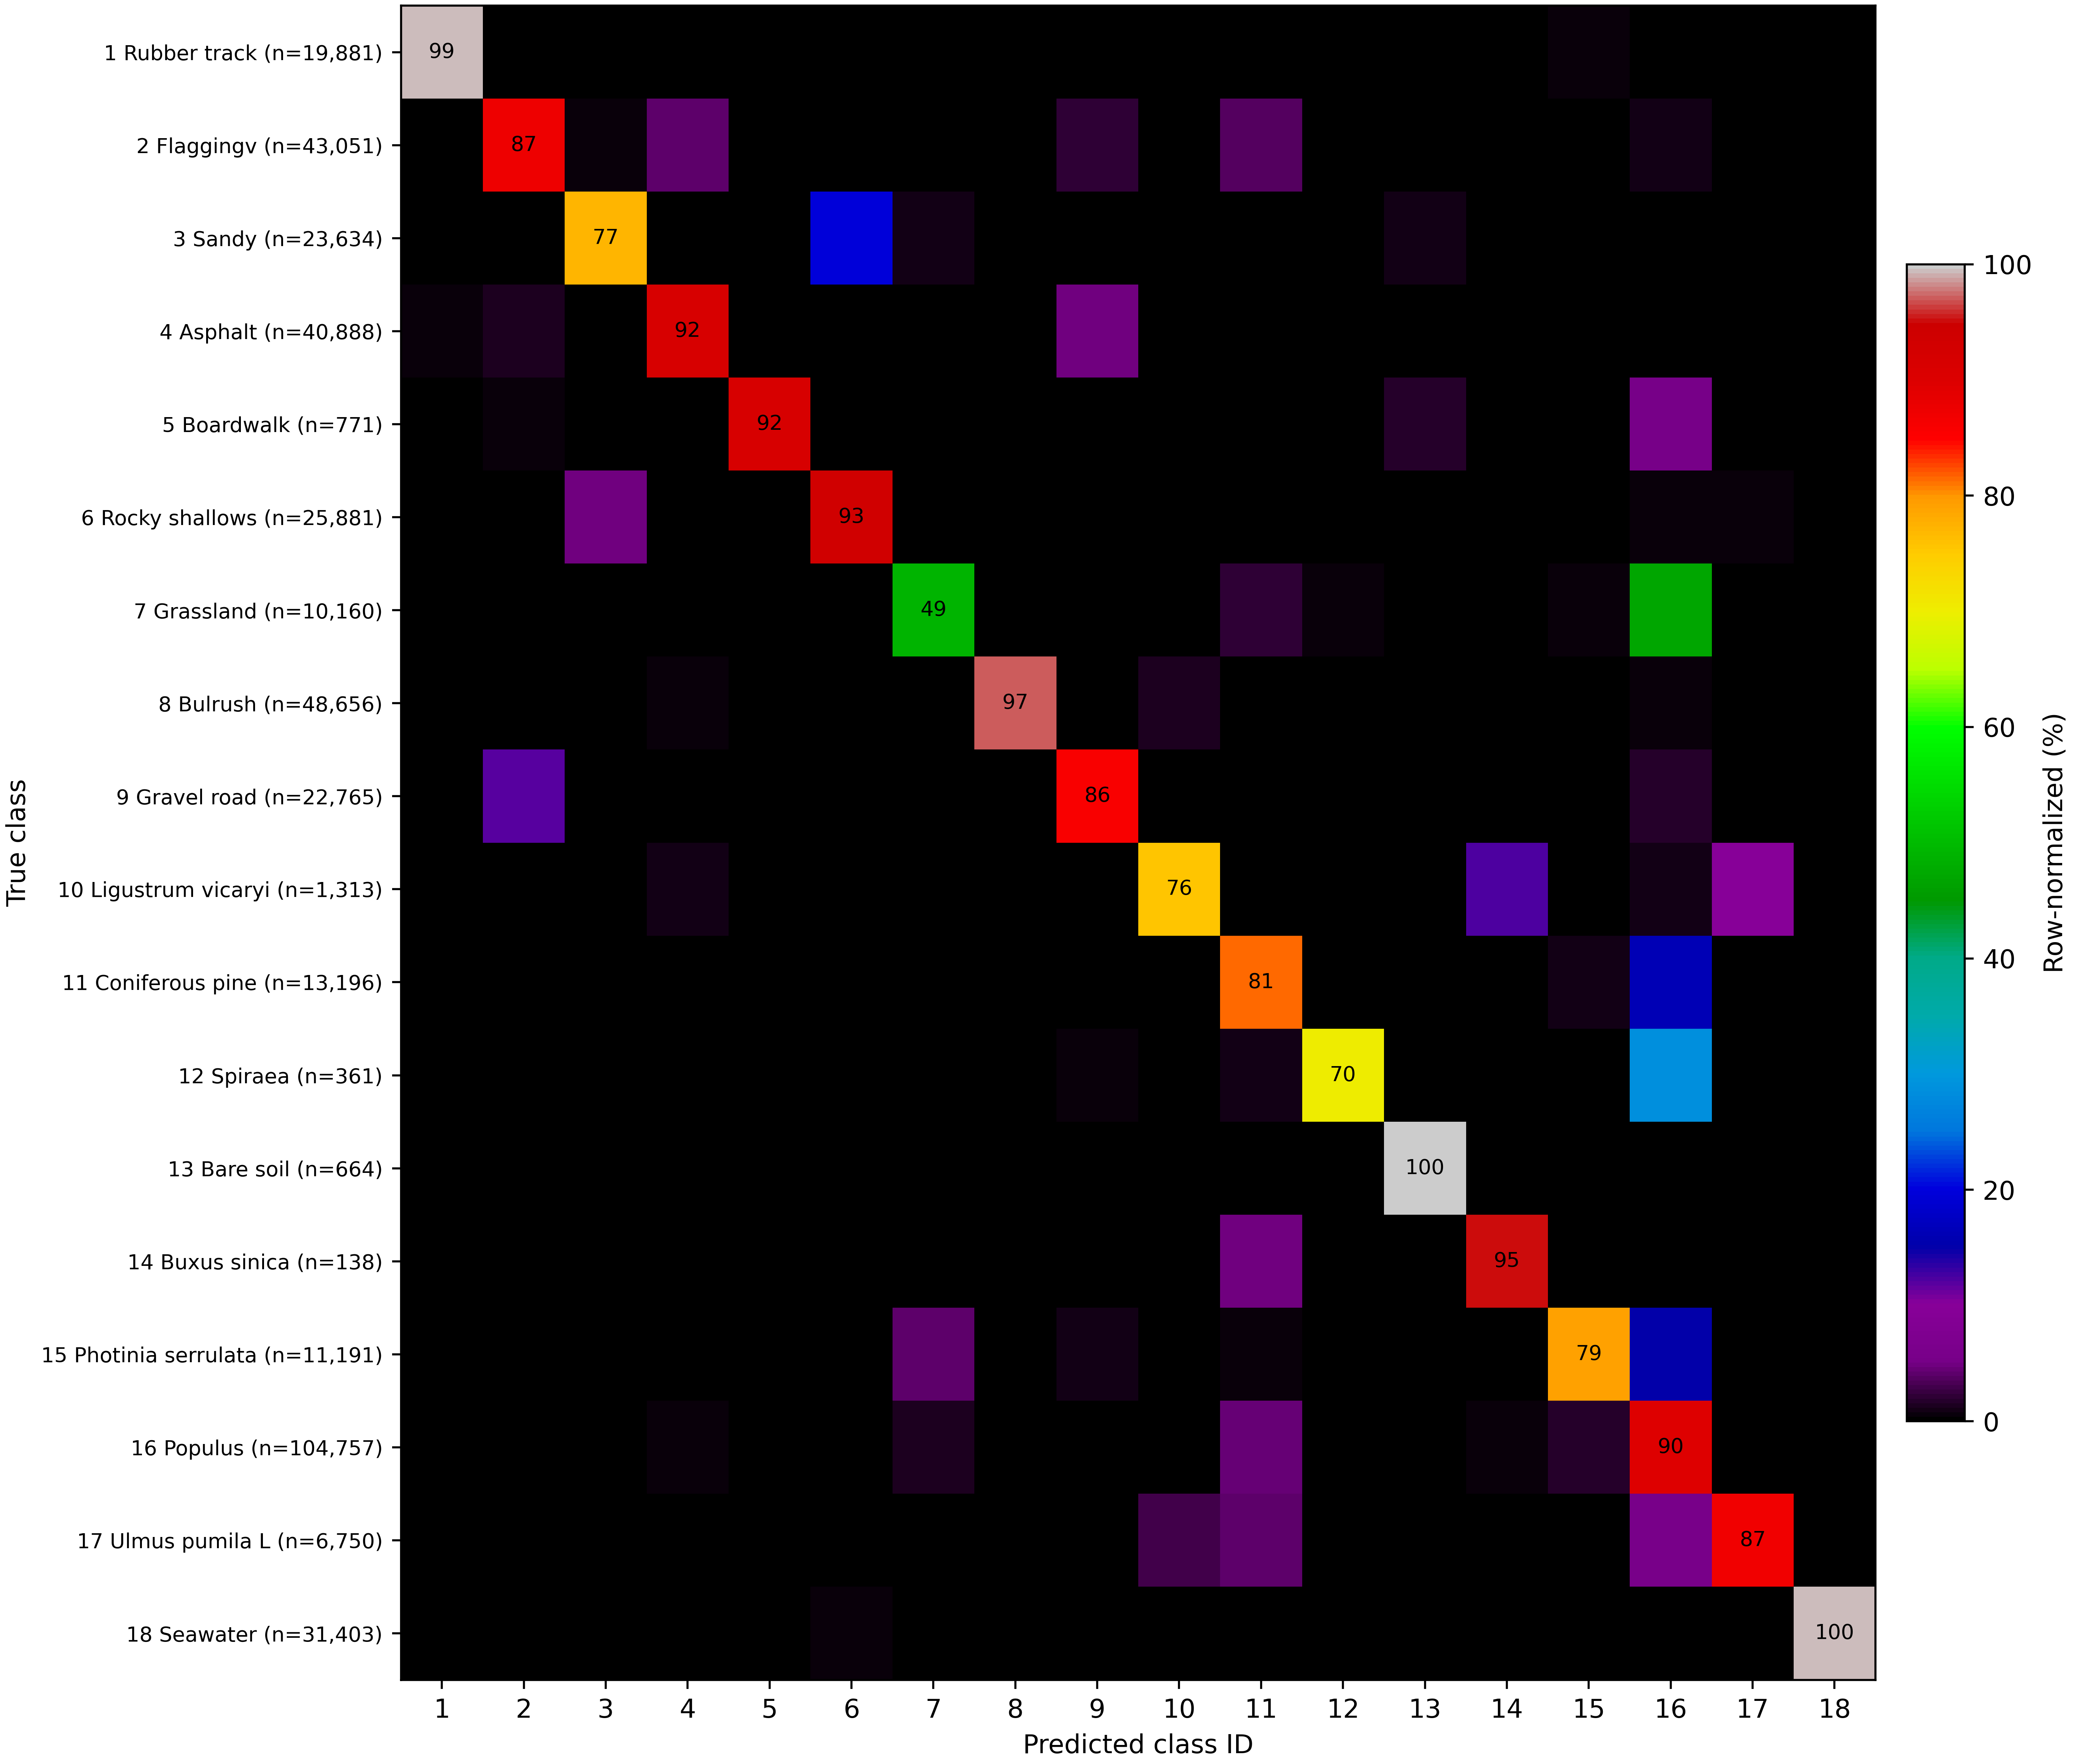 1 Rubber track (n=19,881)
99
2 Flaggingv (n=43,051)
87
3 Sandy (n=23,634)
77
4 Asphalt (n=40,888)
92
5 Boardwalk (n=771)
92
6 Rocky shallows (n=25,881)
93
7 Grassland (n=10,160)
49
8 Bulrush (n=48,656)
97
9 Gravel road (n=22,765)
86
10 Ligustrum vicaryi (n=1,313)
76
11 Coniferous pine (n=13,196)
81
12 Spiraea (n=361)
70
13 Bare soil (n=664)
100
14 Buxus sinica (n=138)
95
15 Photinia serrulata (n=11,191)
79
16 Populus (n=104,757)
90
17 Ulmus pumila L (n=6,750)
87
18 Seawater (n=31,403)
100
True class
1 2 3 4 5 6 7 8 9 10 11 12 13 14 15 16 17 18
Predicted class ID
100
80
60
40
20
0
Row-normalized (%)